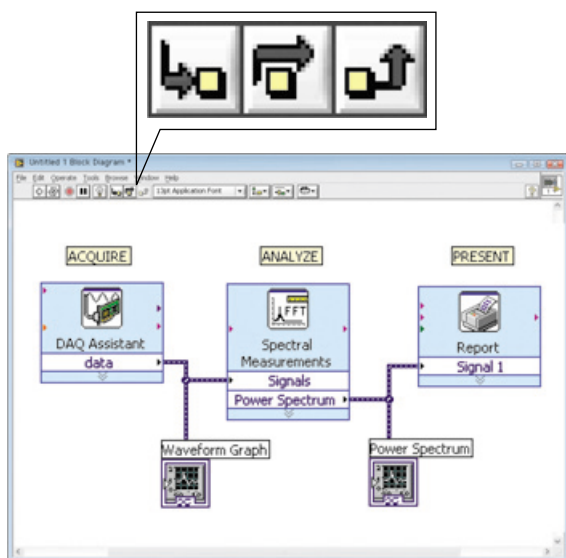 Untitled 1 Block Diagram *
File Edit Operate Tools Browse Window Help
13pt Application Font
ACQUIRE
ANALYZE
PRESENT
FFT
DAQ Assistant
data
Spectral
Measurements
Signals
Power Spectrum
Report
Signal 1
Waveform Graph
Power Spectrum